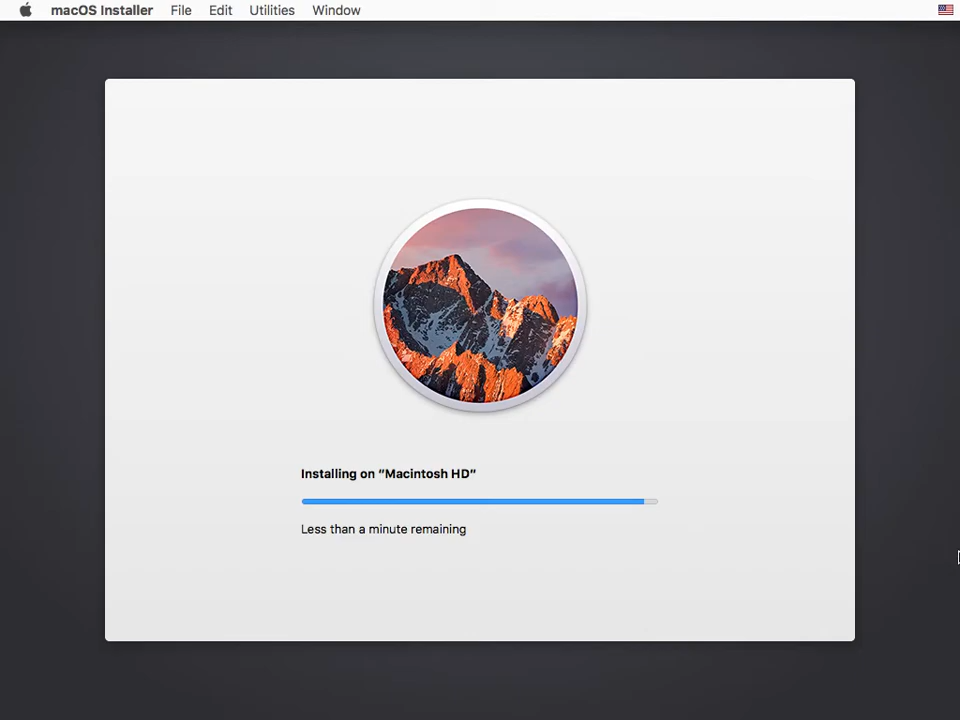 macOS Installer File Edit Utilities Window
Installing on “Macintosh HD”
Less than a minute remaining